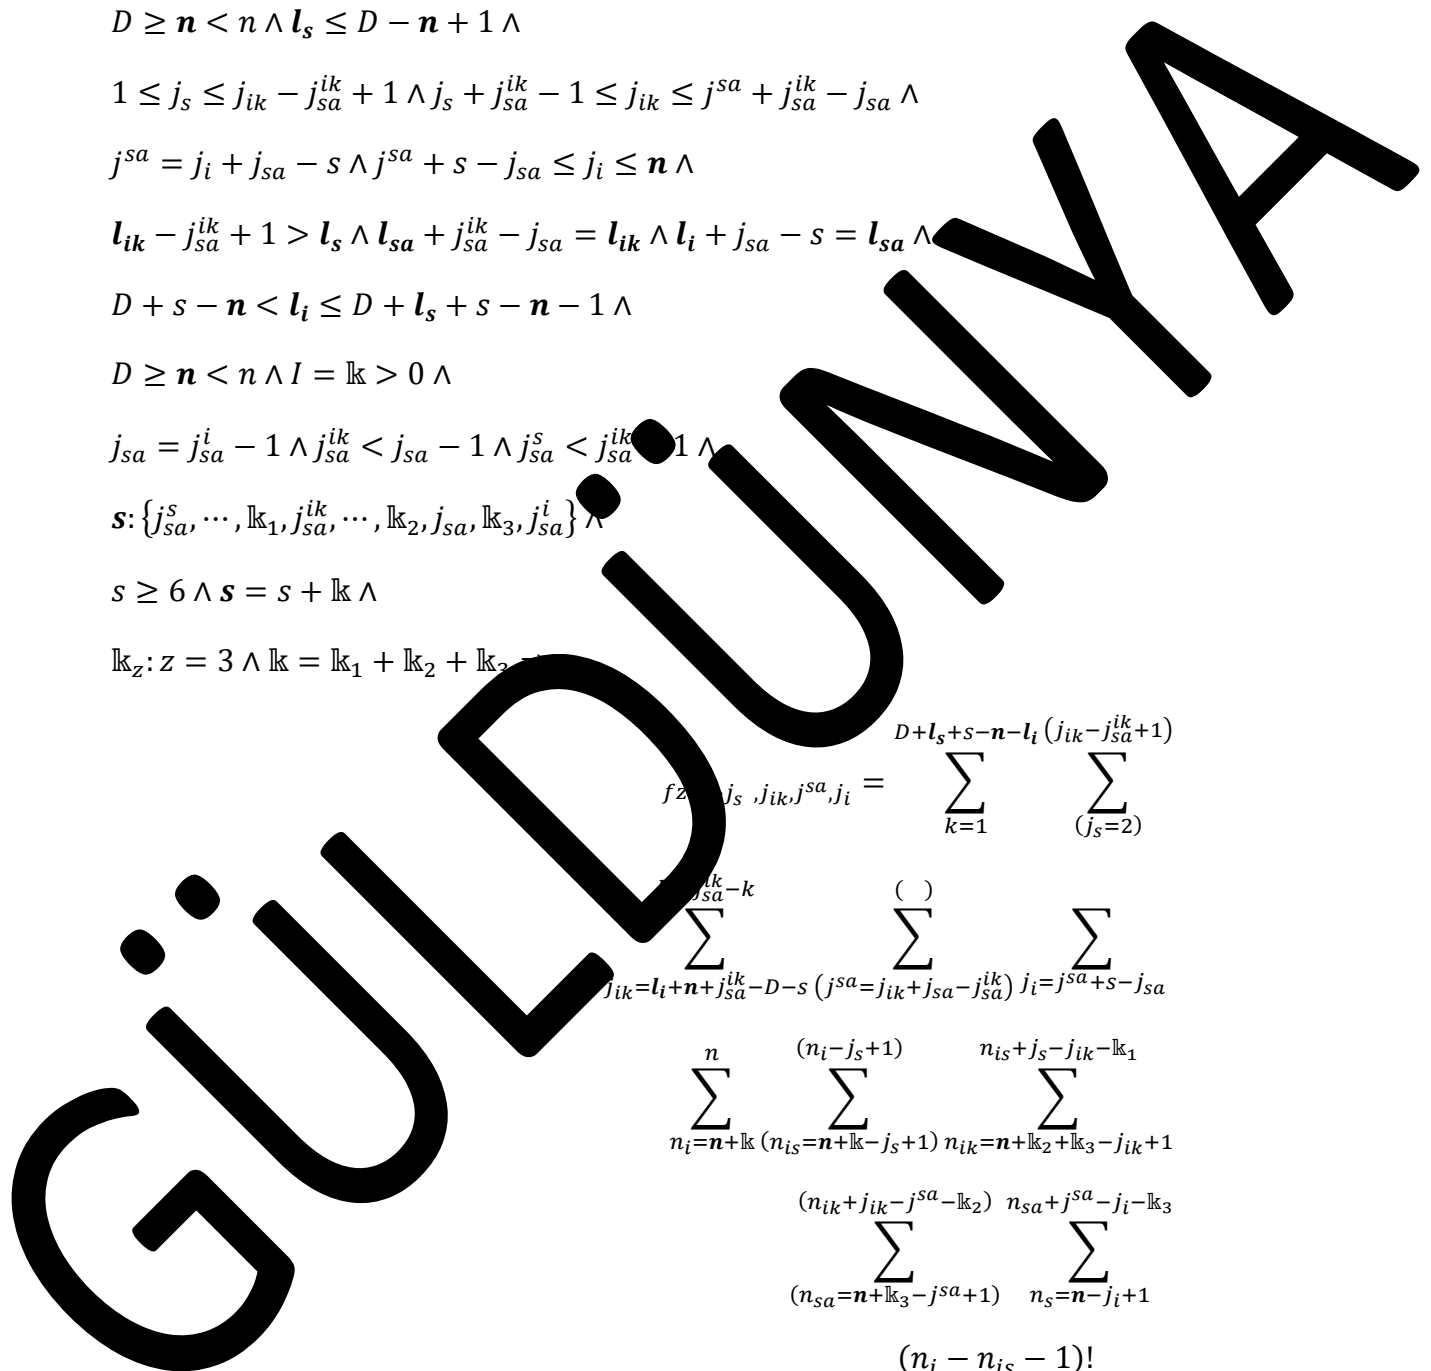 D ≥ n < n ∧ l_s ≤ D − n + 1 ∧
1 ≤ j_s ≤ j_{ik} − j_{sa}^{ik} + 1 ∧ j_s + j_{sa}^{ik} − 1 ≤ j_{ik} ≤ j^{sa} + j_{sa}^{ik} − j_{sa} ∧
j^{sa} = j_i + j_{sa} − s ∧ j^{sa} + s − j_{sa} ≤ j_i ≤ n ∧
l_{ik} − j_{sa}^{ik} + 1 > l_s ∧ l_{sa} + j_{sa}^{ik} − j_{sa} = l_{ik} ∧ l_i + j_{sa} − s = l_{sa} ∧
D + s − n < l_i ≤ D + l_s + s − n − 1 ∧
D ≥ n < n ∧ I = 𝕜 > 0 ∧
j_{sa} = j_{sa}^i − 1 ∧ j_{sa}^{ik} < j_{sa} − 1 ∧ j_{sa}^s < j_{sa}^{ik} 1 ∧
s: {j_{sa}^s, ⋯, 𝕜_1, j_{sa}^{ik}, ⋯, 𝕜_2, j_{sa}, 𝕜_3, j_{sa}^i} ∧
s ≥ 6 ∧ s = s + 𝕜 ∧
𝕜_z: z = 3 ∧ 𝕜 = 𝕜_1 + 𝕜_2 + 𝕜_3
j_s, j_{ik}, j^{sa}, j_i = ∑_{k=1}^{D+l_s+s−n−l_i} ∑_{(j_s=2)}^{(j_{ik}−j_{sa}^{ik}+1)}
∑_{j_{ik}=l_i+n+j_{sa}^{ik}−D−s}^{j_{sa}^{ik}−k} ∑_{(j^{sa}=j_{ik}+j_{sa}−j_{sa}^{ik})}^{( )} ∑_{j_i=j^{sa}+s−j_{sa}}
∑_{n_i=n+𝕜}^{n} ∑_{(n_{is}=n+𝕜−j_s+1)}^{(n_i−j_s+1)} ∑_{n_{ik}=n+𝕜_2+𝕜_3−j_{ik}+1}^{n_{is}+j_s−j_{ik}−𝕜_1}
∑_{(n_{sa}=n+𝕜_3−j^{sa}+1)}^{(n_{ik}+j_{ik}−j^{sa}−𝕜_2)} ∑_{n_s=n−j_i+1}^{n_{sa}+j^{sa}−j_i−𝕜_3}
(n_i − n_{is} − 1)!
GÜLDÜNYA